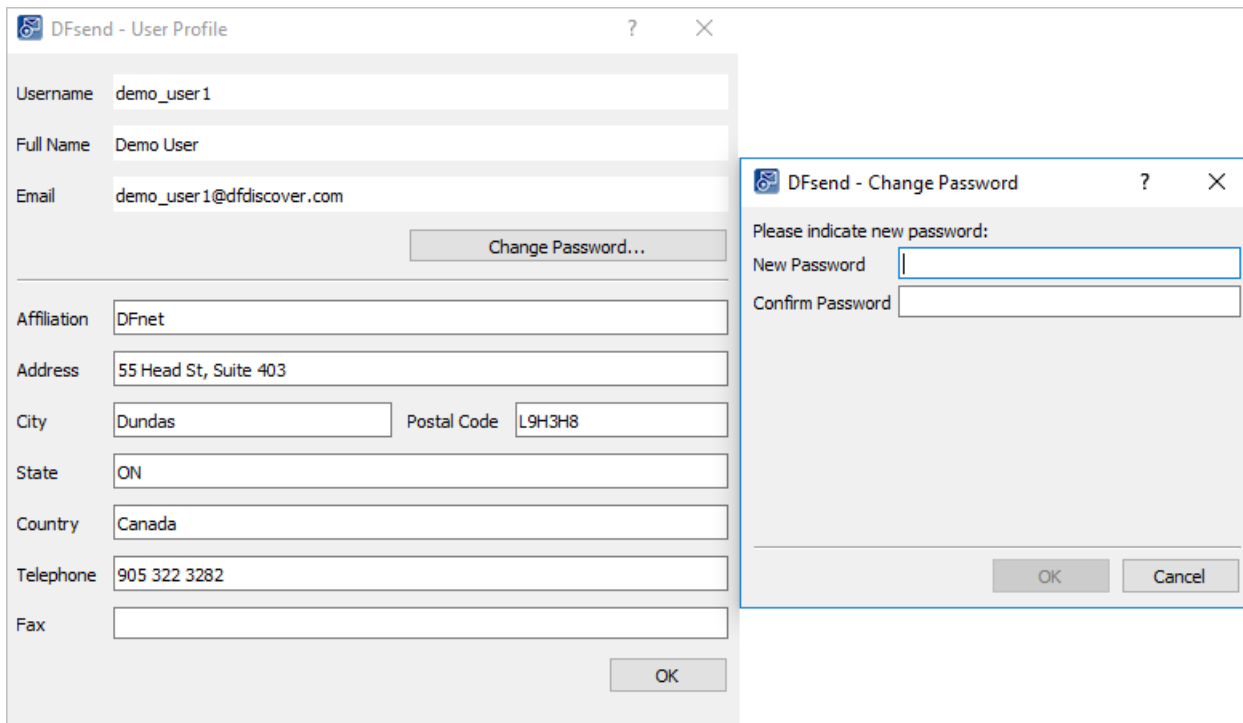 DFsend - User Profile ?
Username demo_user1
Full Name Demo User
Email demo_user1@dfdiscover.com
Change Password...
Affiliation DFnet
Address 55 Head St, Suite 403
City Dundas Postal Code L9H3H8
State ON
Country Canada
Telephone 905 322 3282
Fax
OK
DFsend - Change Password ?
Please indicate new password:
New Password
Confirm Password
OK Cancel